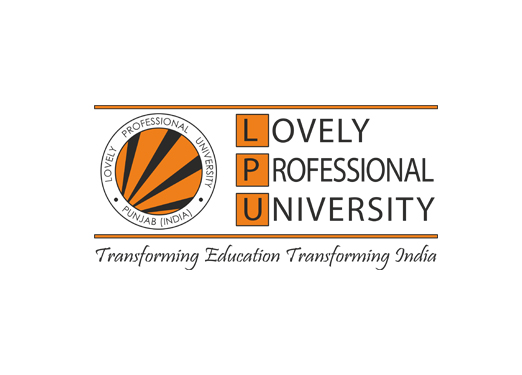 LOVELY PROFESSIONAL UNIVERSITY
PUNJAB (INDIA)
LOVELY
PROFESSIONAL
UNIVERSITY
Transforming Education Transforming India